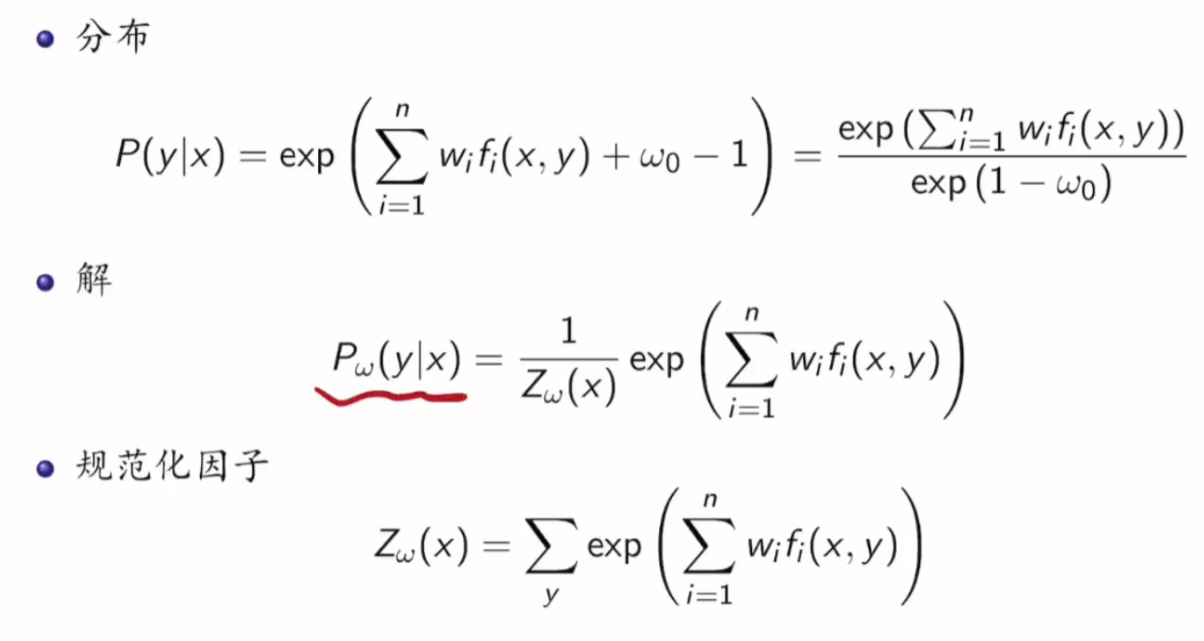 分布
P(y|x) = exp(∑_{i=1}^{n} w_i f_i(x, y) + ω_0 − 1) = exp(∑_{i=1}^{n} w_i f_i(x, y)) / exp(1 − ω_0)
解
P_ω(y|x) = 1 / Z_ω(x) exp(∑_{i=1}^{n} w_i f_i(x, y))
规范化因子
Z_ω(x) = ∑_y exp(∑_{i=1}^{n} w_i f_i(x, y))